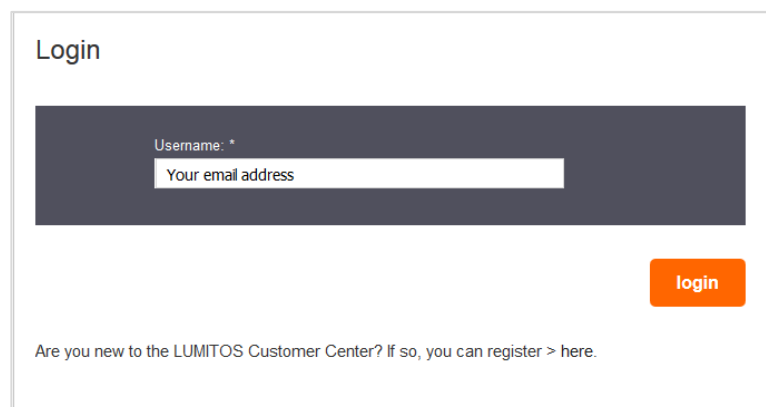 Login
Username: *
Your email address
login
Are you new to the LUMITOS Customer Center? If so, you can register > here.